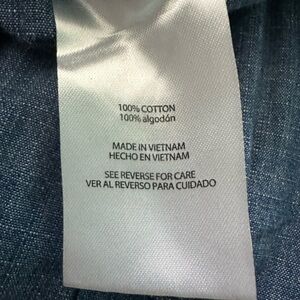 100% COTTON
100% algodón
MADE IN VIETNAM
HECHO EN VIETNAM
SEE REVERSE FOR CARE
VER AL REVERSO PARA CUIDADO